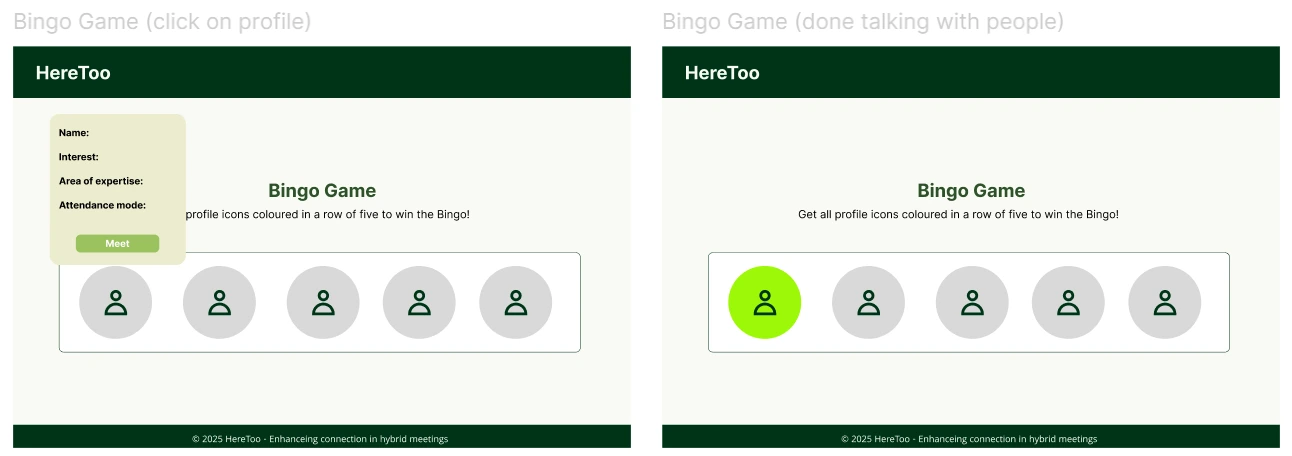 Bingo Game (click on profile)
HereToo
Name:
Interest:
Area of expertise:
Attendance mode:
Meet
Bingo Game
profile icons coloured in a row of five to win the Bingo!
© 2025 HereToo - Enhanceing connection in hybrid meetings
Bingo Game (done talking with people)
HereToo
Bingo Game
Get all profile icons coloured in a row of five to win the Bingo!
© 2025 HereToo - Enhanceing connection in hybrid meetings